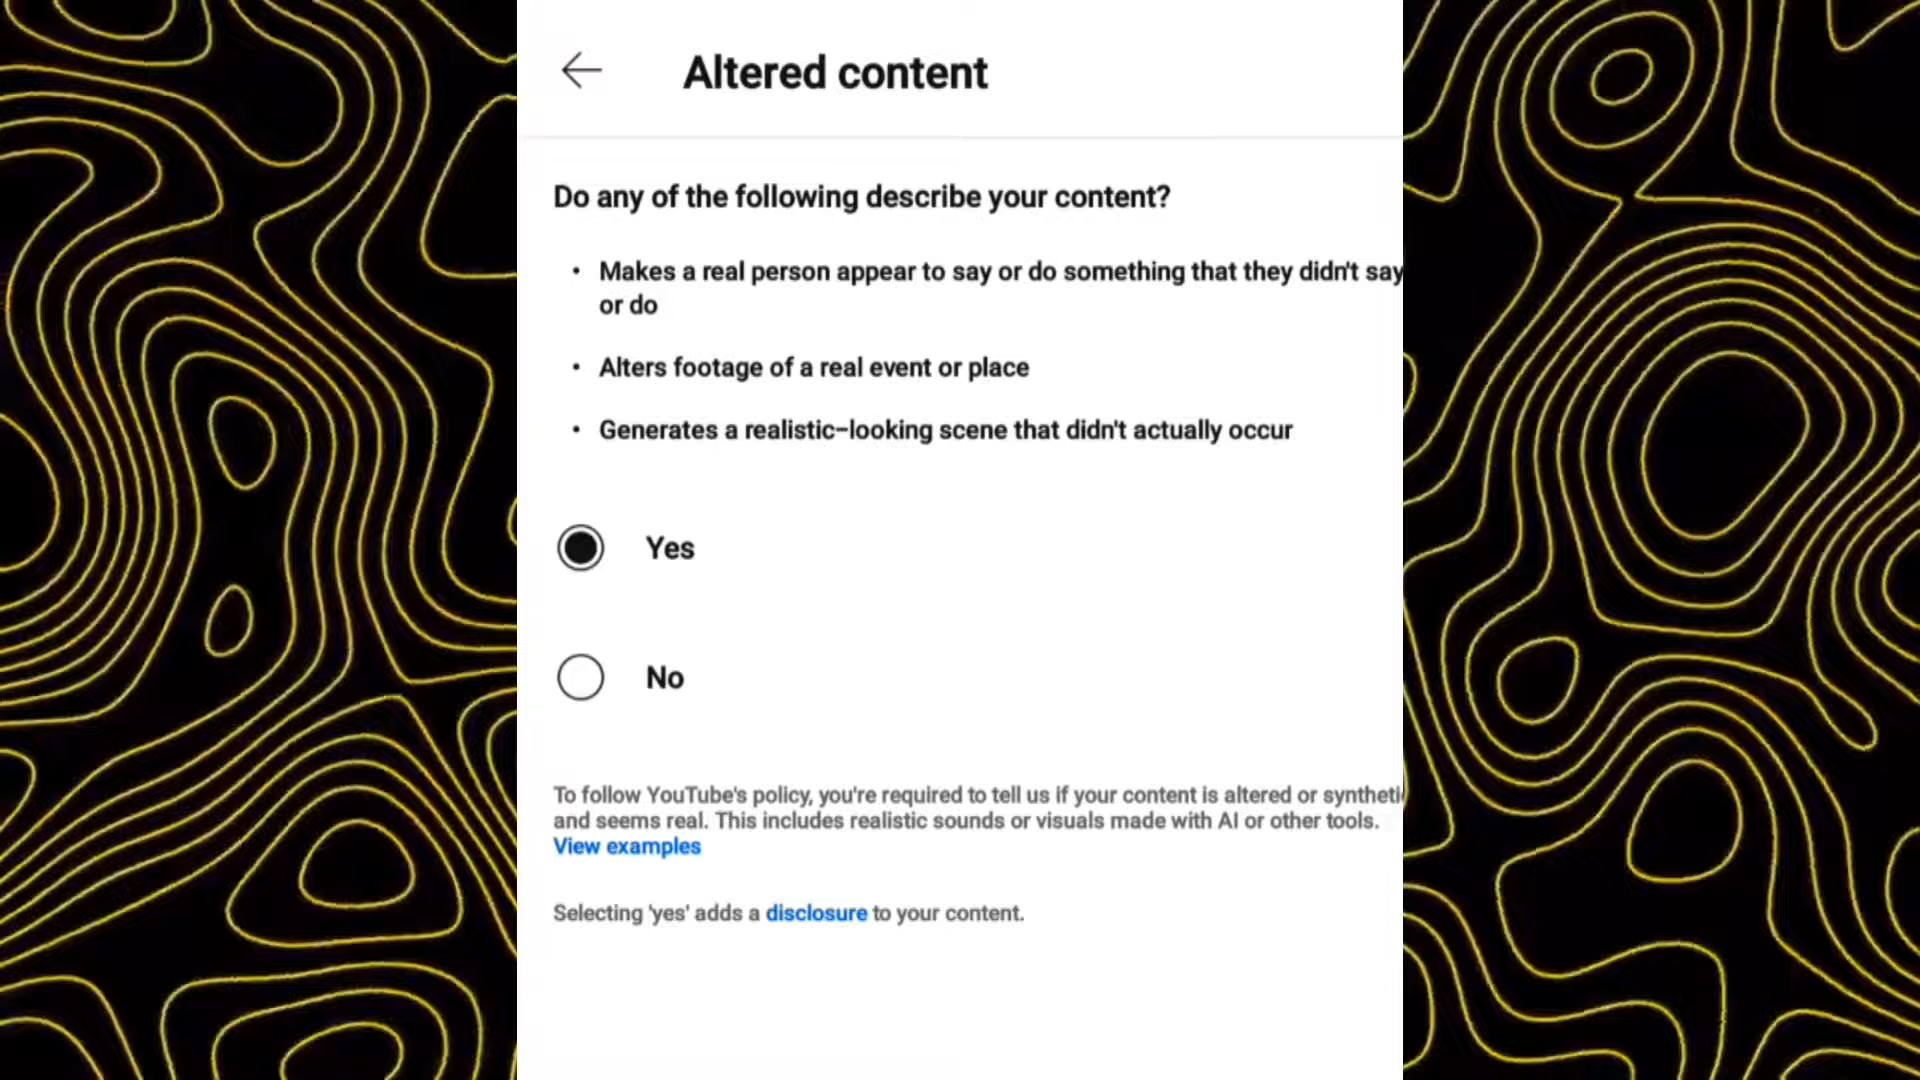 Altered content
Do any of the following describe your content?
• Makes a real person appear to say or do something that they didn't say
or do
• Alters footage of a real event or place
• Generates a realistic-looking scene that didn't actually occur
Yes
No
To follow YouTube's policy, you're required to tell us if your content is altered or syntheti
and seems real. This includes realistic sounds or visuals made with AI or other tools.
View examples
Selecting 'yes' adds a disclosure to your content.